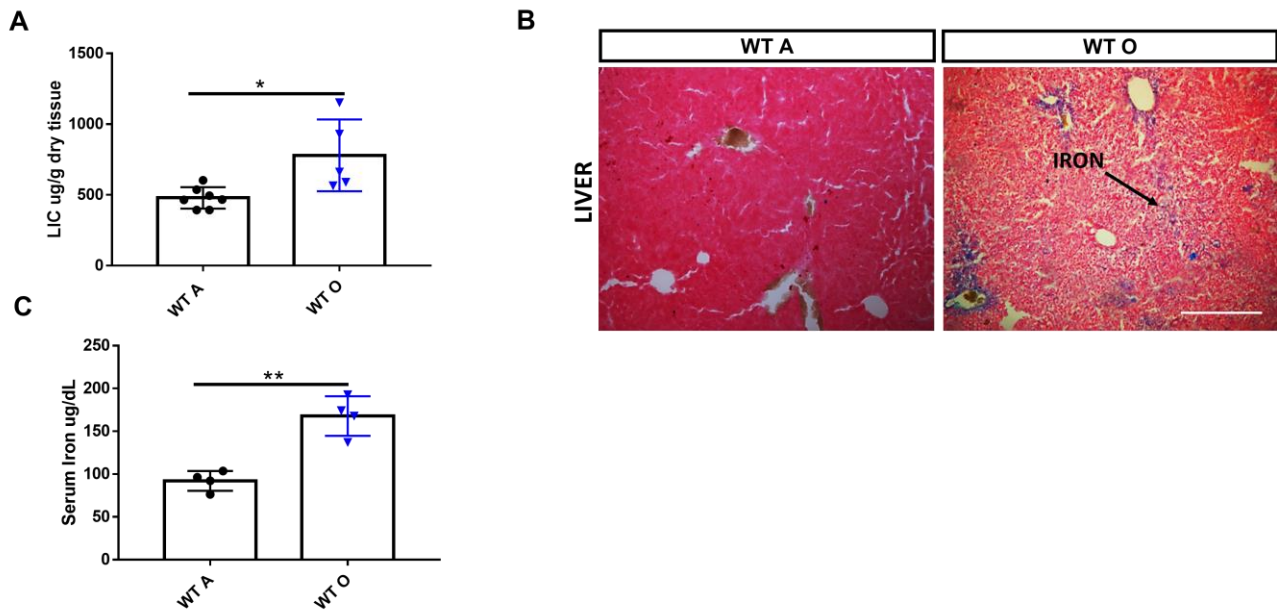 A
LIC ug/g dry tissue
1500
1000
500
0
*
WT A
WT O
B
WT A
WT O
LIVER
IRON
C
Serum Iron ug/dL
250
200
150
100
50
0
**
WT A
WT O